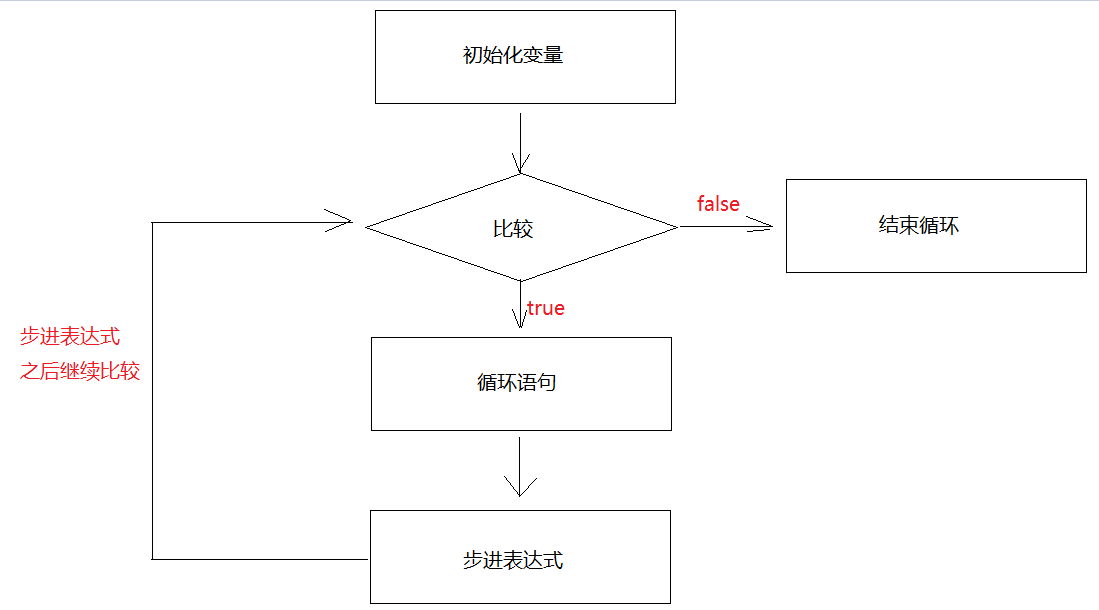 初始化变量
比较
false
结束循环
true
步进表达式
之后继续比较
循环语句
步进表达式